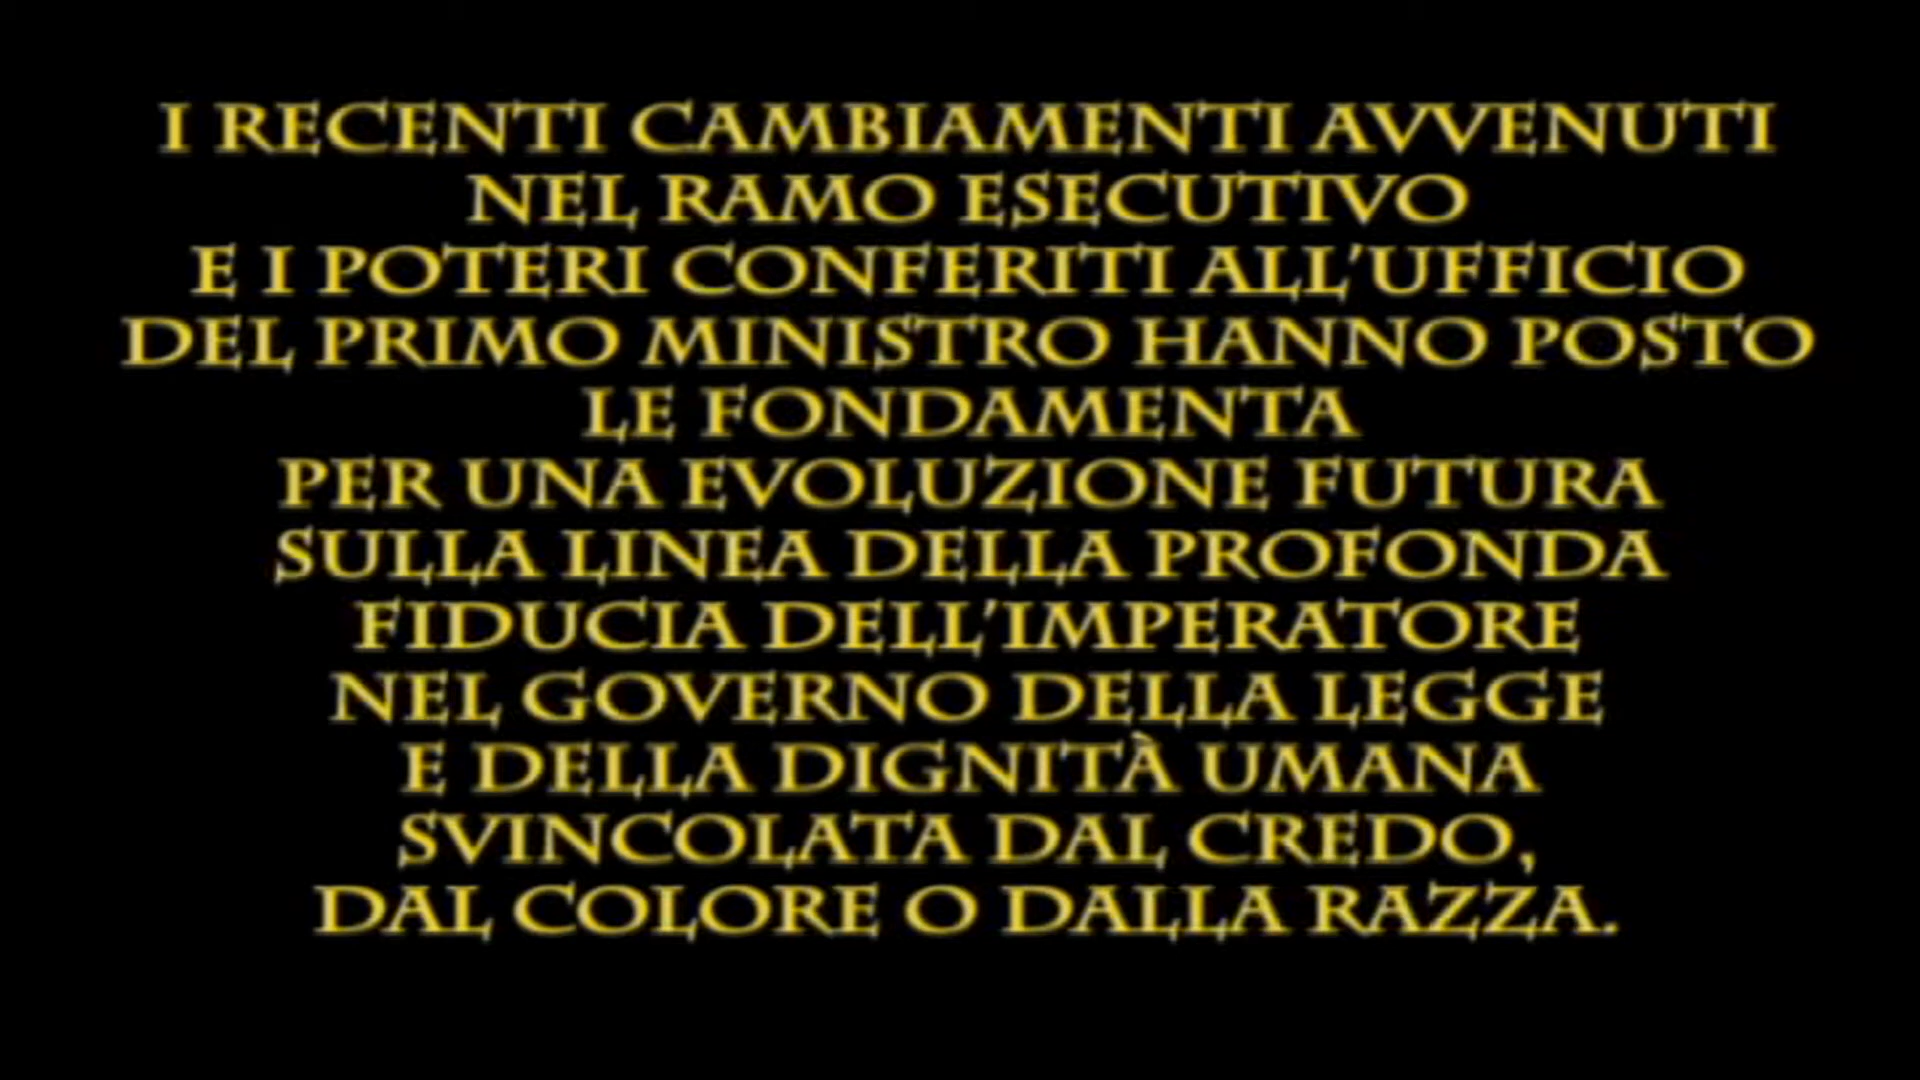 I RECENTI CAMBIAMENTI AVVENUTI
NEL RAMO ESECUTIVO
E I POTERI CONFERITI ALL'UFFICIO
DEL PRIMO MINISTRO HANNO POSTO
LE FONDAMENTA
PER UNA EVOLUZIONE FUTURA
SULLA LINEA DELLA PROFONDA
FIDUCIA DELL'IMPERATORE
NEL GOVERNO DELLA LEGGE
E DELLA DIGNITÀ UMANA
SVINCOLATA DAL CREDO,
DAL COLORE O DALLA RAZZA.